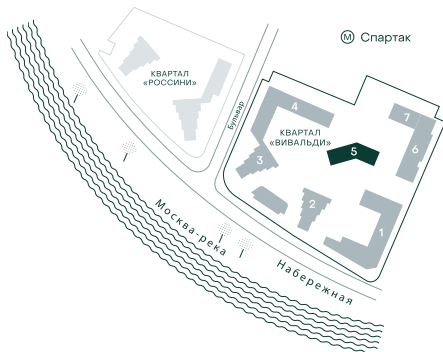 М Спартак
КВАРТАЛ
«РОССИНИ»
Бульвар
4
7
КВАРТАЛ
«ВИВАЛЬДИ»
6
5
3
2
1
Москва-река
Набережная